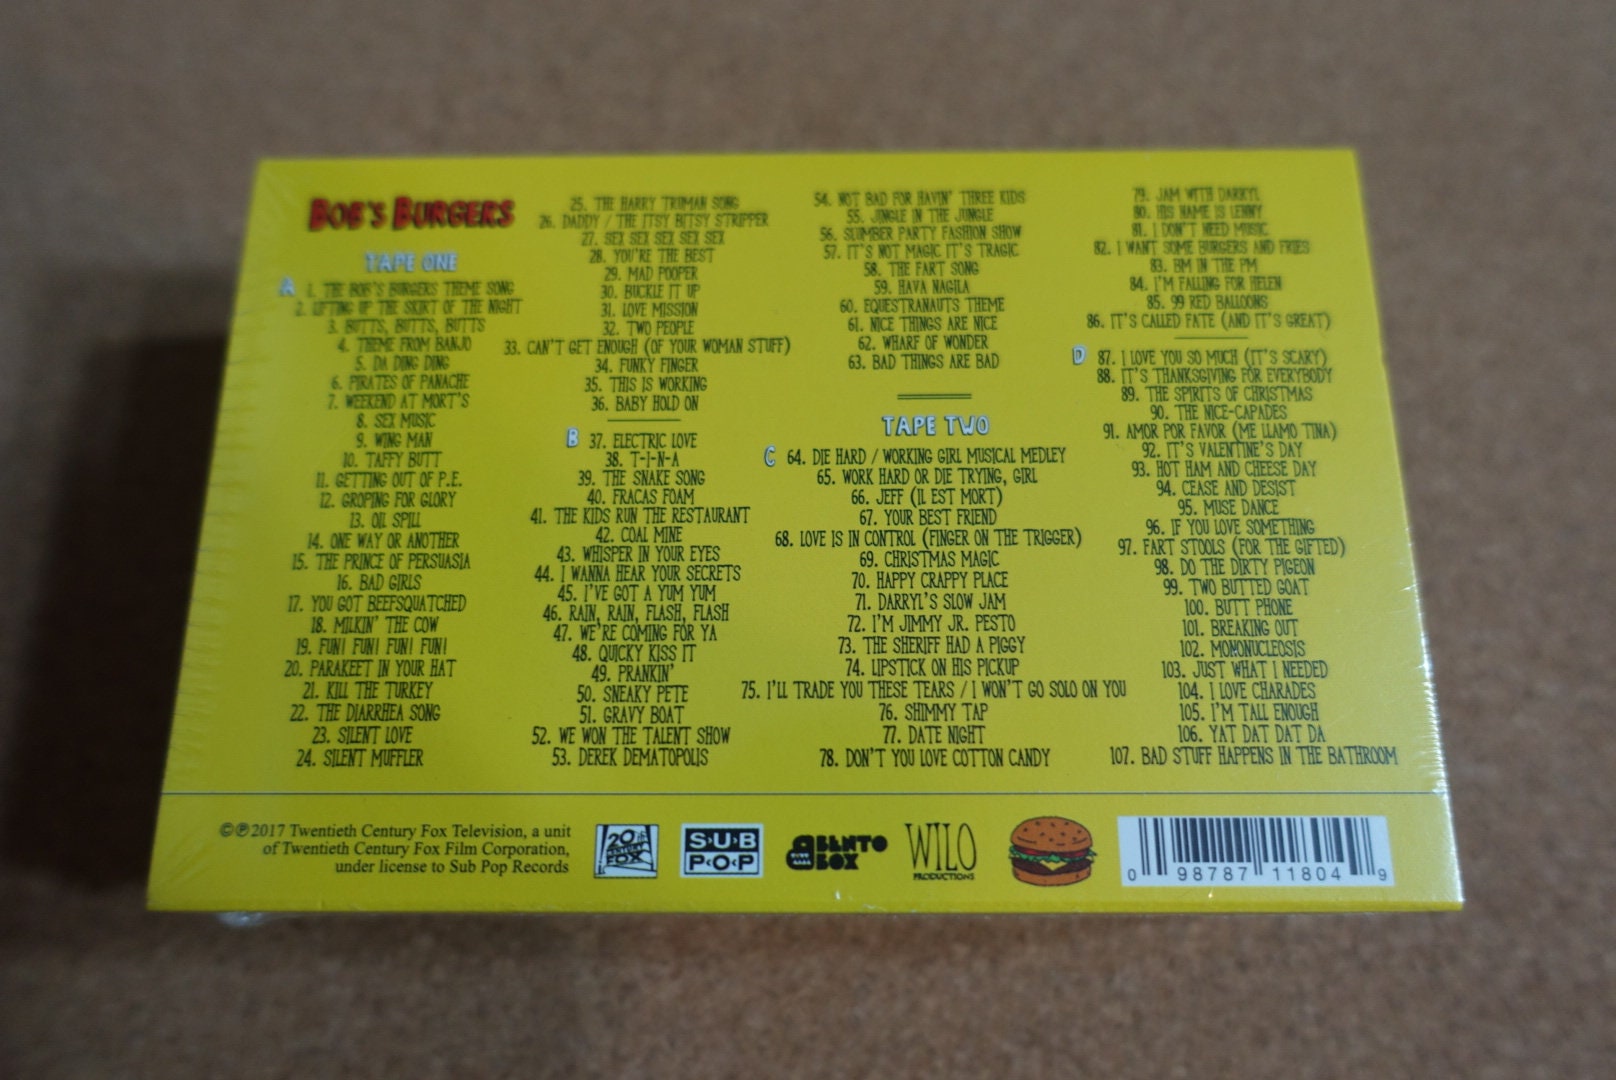 BOB'S BURGERS
TAPE ONE
A
1. THE BOB'S BURGERS THEME SONG
2. LIFTING UP THE SKIRT OF THE NIGHT
3. BUTTS, BUTTS, BUTTS
4. THEME FROM BANJO
5. DA DING DING
6. PIRATES OF PANACHE
7. WEEKEND AT MORT'S
8. SEX MUSIC
9. WING MAN
10. TAFFY BUTT
11. GETTING OUT OF P.E.
12. GROPING FOR GLORY
13. OIL SPILL
14. ONE WAY OR ANOTHER
15. THE PRINCE OF PERSUASIA
16. BAD GIRLS
17. YOU GOT BEEFSQUATCHED
18. MILKIN' THE COW
19. FUN! FUN! FUN! FUN!
20. PARAKEET IN YOUR HAT
21. KILL THE TURKEY
22. THE DIARRHEA SONG
23. SILENT LOVE
24. SILENT MUFFLER
25. THE HARRY TRUMAN SONG
26. DADDY / THE ITSY BITSY STRIPPER
27. SEX SEX SEX SEX SEX
28. YOU'RE THE BEST
29. MAD POOPER
30. BUCKLE IT UP
31. LOVE MISSION
32. TWO PEOPLE
33. CAN'T GET ENOUGH (OF YOUR WOMAN STUFF)
34. FUNKY FINGER
35. THIS IS WORKING
36. BABY HOLD ON
B
37. ELECTRIC LOVE
38. T-I-N-A
39. THE SNAKE SONG
40. FRACAS FOAM
41. THE KIDS RUN THE RESTAURANT
42. COAL MINE
43. WHISPER IN YOUR EYES
44. I WANNA HEAR YOUR SECRETS
45. I'VE GOT A YUM YUM
46. RAIN, RAIN, FLASH, FLASH
47. WE'RE COMING FOR YA
48. QUICKY KISS IT
49. PRANKIN'
50. SNEAKY PETE
51. GRAVY BOAT
52. WE WON THE TALENT SHOW
53. DEREK DEMATOPOLIS
54. NOT BAD FOR HAVIN' THREE KIDS
55. JINGLE IN THE JUNGLE
56. SLUMBER PARTY FASHION SHOW
57. IT'S NOT MAGIC IT'S TRAGIC
58. THE FART SONG
59. HAVA NAGILA
60. EQUESTRANAUTS THEME
61. NICE THINGS ARE NICE
62. WHARF OF WONDER
63. BAD THINGS ARE BAD
TAPE TWO
C
64. DIE HARD / WORKING GIRL MUSICAL MEDLEY
65. WORK HARD OR DIE TRYING, GIRL
66. JEFF (IL EST MORT)
67. YOUR BEST FRIEND
68. LOVE IS IN CONTROL (FINGER ON THE TRIGGER)
69. CHRISTMAS MAGIC
70. HAPPY CRAPPY PLACE
71. DARRYL'S SLOW JAM
72. I'M JIMMY JR. PESTO
73. THE SHERIFF HAD A PIGGY
74. LIPSTICK ON HIS PICKUP
75. I'LL TRADE YOU THESE TEARS / I WON'T GO SOLO ON YOU
76. SHIMMY TAP
77. DATE NIGHT
78. DON'T YOU LOVE COTTON CANDY
79. JAM WITH DARRYL
80. HIS NAME IS LENNY
81. I DON'T NEED MUSIC
82. I WANT SOME BURGERS AND FRIES
83. BM IN THE PM
84. I'M FALLING FOR HELEN
85. 99 RED BALLOONS
86. IT'S CALLED FATE (AND IT'S GREAT)
D
87. I LOVE YOU SO MUCH (IT'S SCARY)
88. IT'S THANKSGIVING FOR EVERYBODY
89. THE SPIRITS OF CHRISTMAS
90. THE NICE-CAPADES
91. AMOR POR FAVOR (ME LLAMO TINA)
92. IT'S VALENTINE'S DAY
93. HOT HAM AND CHEESE DAY
94. CEASE AND DESIST
95. MUSE DANCE
96. IF YOU LOVE SOMETHING
97. FART STOOLS (FOR THE GIFTED)
98. DO THE DIRTY PIGEON
99. TWO BUTTED GOAT
100. BUTT PHONE
101. BREAKING OUT
102. MONONUCLEOSIS
103. JUST WHAT I NEEDED
104. I LOVE CHARADES
105. I'M TALL ENOUGH
106. YAT DAT DAT DA
107. BAD STUFF HAPPENS IN THE BATHROOM
©℗2017 Twentieth Century Fox Television, a unit
of Twentieth Century Fox Film Corporation,
under license to Sub Pop Records
20th
CENTURY
FOX
SUB
POP
BENTO
BOX
WILO
PRODUCTIONS
0 98787 11804 9